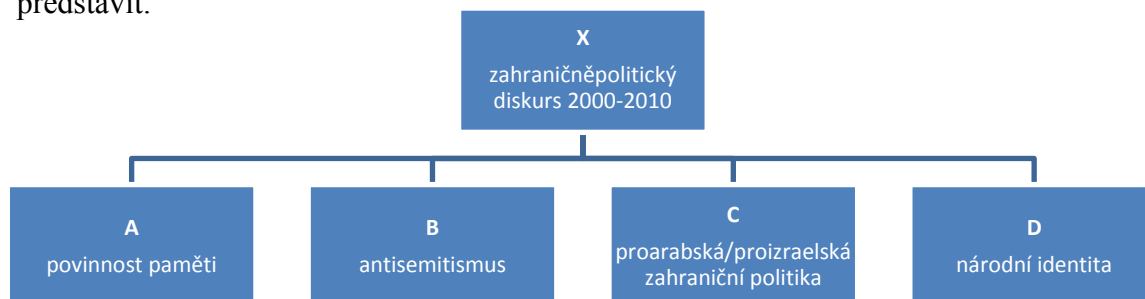 představit.
X
zahraničněpolitický
diskurs 2000-2010
A
povinnost paměti
B
antisemitismus
C
proarabská/proizraelská
zahraniční politika
D
národní identita